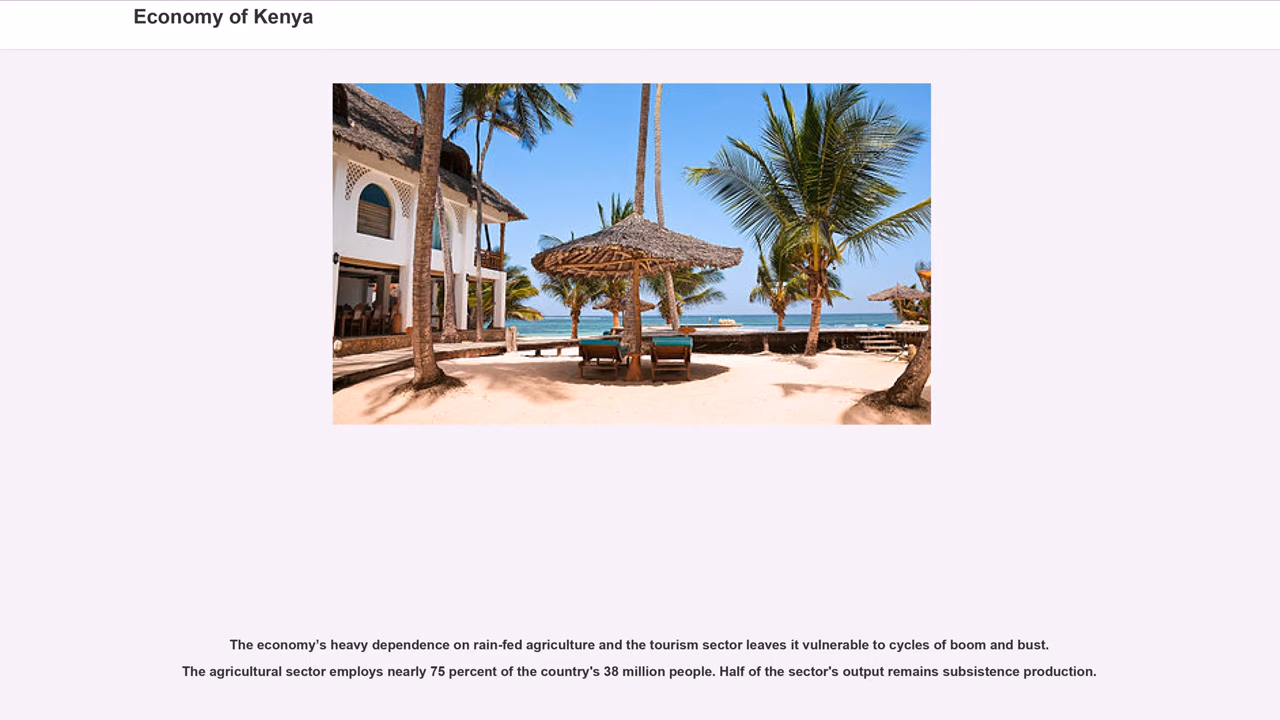 Economy of Kenya
The economy’s heavy dependence on rain-fed agriculture and the tourism sector leaves it vulnerable to cycles of boom and bust.
The agricultural sector employs nearly 75 percent of the country's 38 million people. Half of the sector's output remains subsistence production.